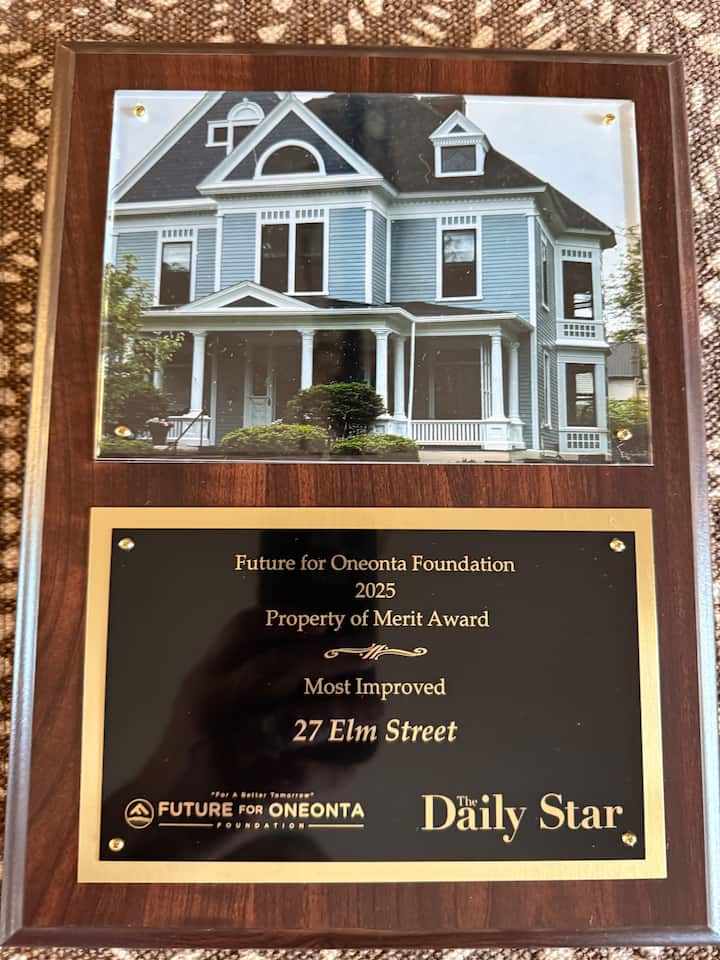 Future for Oneonta Foundation
2025
Property of Merit Award
Most Improved
27 Elm Street
"For A Better Tomorrow"
FUTURE FOR ONEONTA
FOUNDATION
The Daily Star